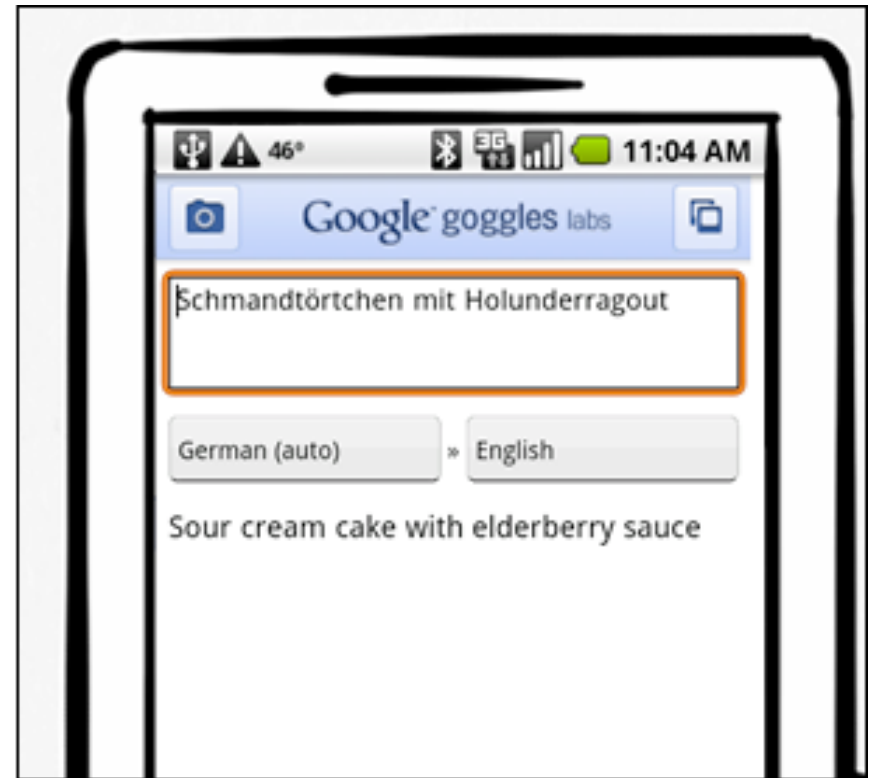 46° 3G 11:04 AM
Google goggles labs
Schmandtörtchen mit Holunderragout
German (auto) » English
Sour cream cake with elderberry sauce